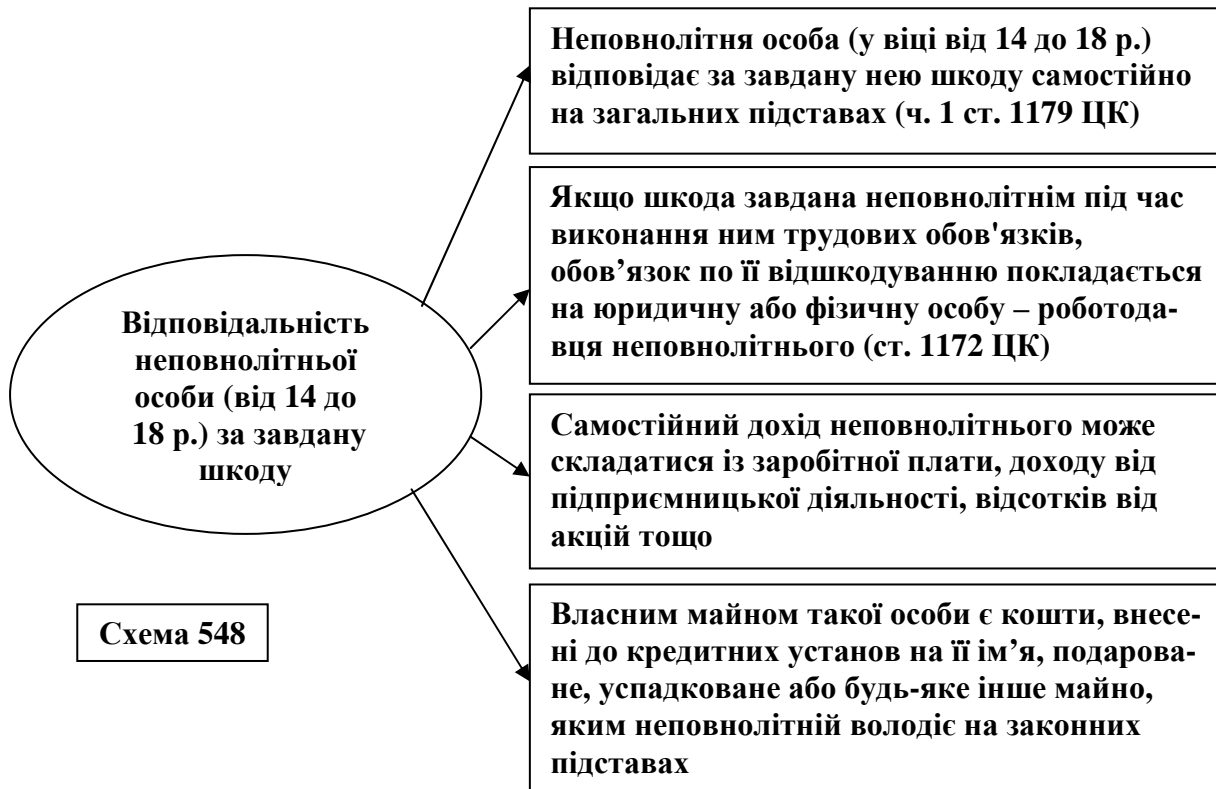 Неповнолітня особа (у віці від 14 до 18 р.)
відповідає за завдану нею шкоду самостійно
на загальних підставах (ч. 1 ст. 1179 ЦК)
Якщо шкода завдана неповнолітнім під час
виконання ним трудових обов'язків,
обов’язок по її відшкодуванню покладається
на юридичну або фізичну особу – роботода-
вця неповнолітнього (ст. 1172 ЦК)
Відповідальність
неповнолітньої
особи (від 14 до
18 р.) за завдану
шкоду
Самостійний дохід неповнолітнього може
складатися із заробітної плати, доходу від
підприємницької діяльності, відсотків від
акцій тощо
Власним майном такої особи є кошти, внесе-
ні до кредитних установ на її ім’я, подарова-
не, успадковане або будь-яке інше майно,
яким неповнолітній володіє на законних
підставах
Схема 548